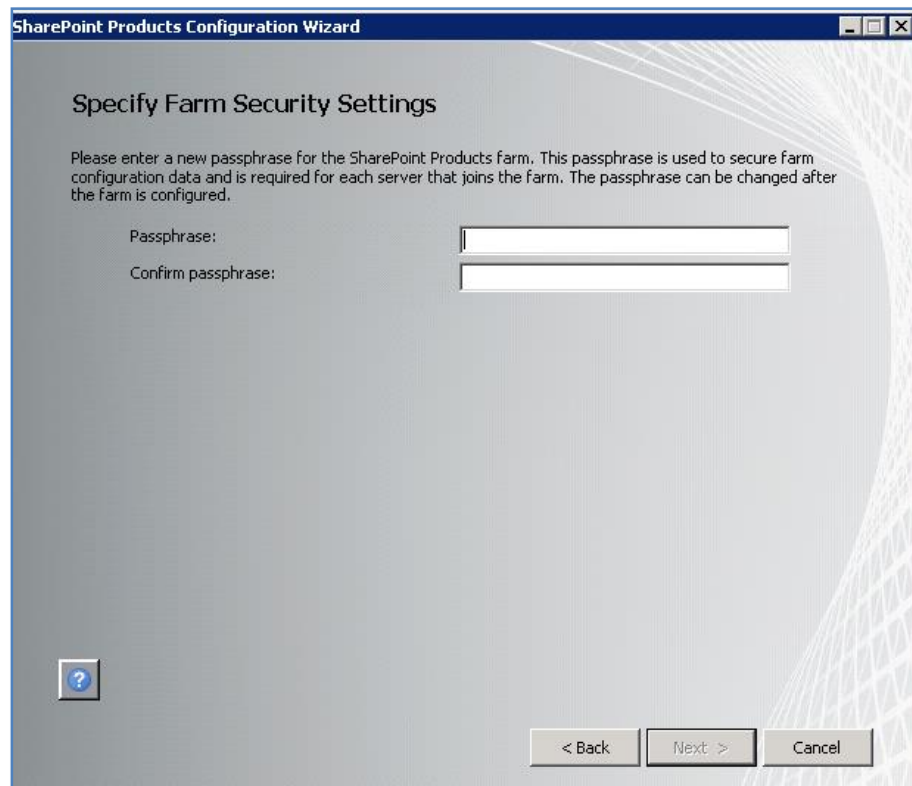 SharePoint Products Configuration Wizard
Specify Farm Security Settings
Please enter a new passphrase for the SharePoint Products farm. This passphrase is used to secure farm
configuration data and is required for each server that joins the farm. The passphrase can be changed after
the farm is configured.
Passphrase:
Confirm passphrase:
?
< Back
Next >
Cancel